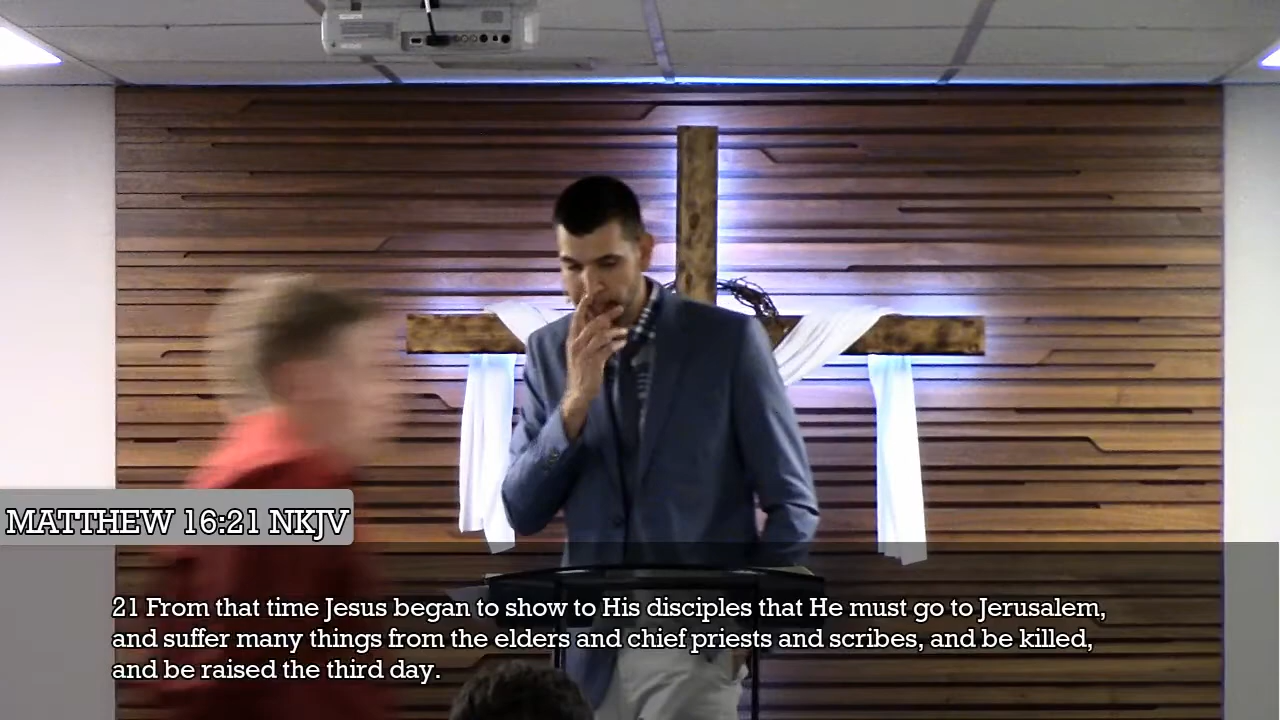 MATTHEW 16:21 NKJV
21 From that time Jesus began to show to His disciples that He must go to Jerusalem,
and suffer many things from the elders and chief priests and scribes, and be killed,
and be raised the third day.